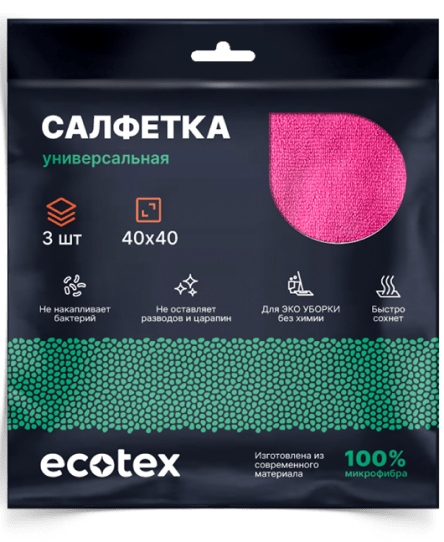 САЛФЕТКА
универсальная
3 шт
40x40
Не накапливает
бактерий
Не оставляет
разводов и царапин
Для ЭКО УБОРКИ
без химии
Быстро
сохнет
ecotex
Изготовлена из
современного
материала
100%
микрофибра